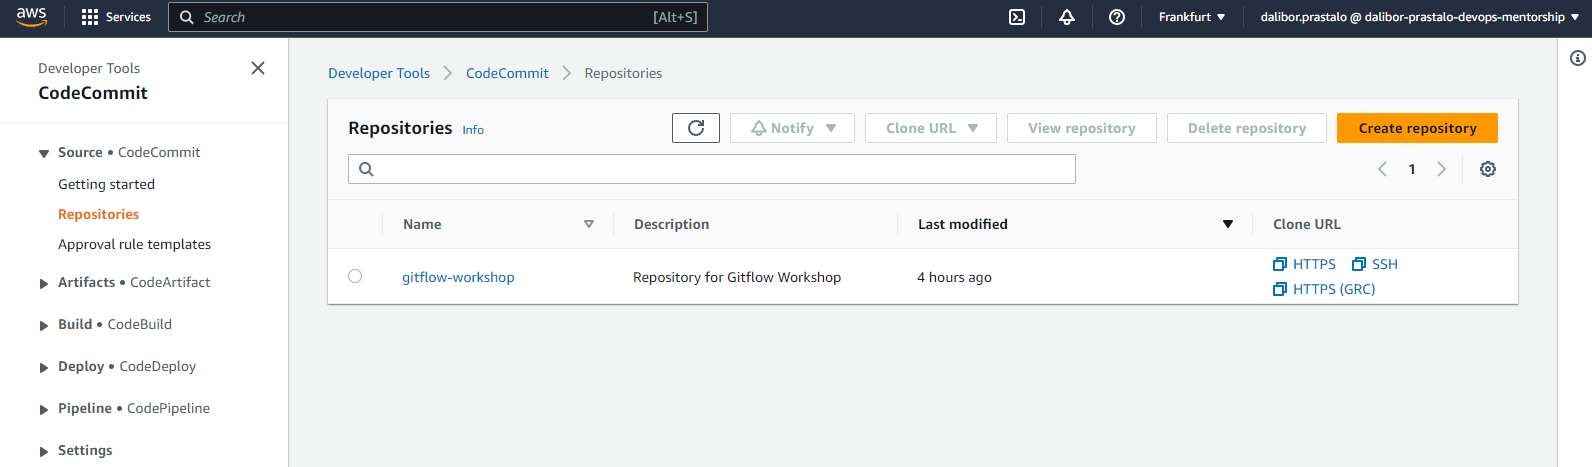 aws
Services
Search [Alt+S]
Frankfurt ▼
dalibor.prastalo @ dalibor-prastalo-devops-mentorship ▼
Developer Tools
CodeCommit
Source • CodeCommit
Getting started
Repositories
Approval rule templates
Artifacts • CodeArtifact
Build • CodeBuild
Deploy • CodeDeploy
Pipeline • CodePipeline
Settings
Developer Tools > CodeCommit > Repositories
Repositories Info
Notify ▼
Clone URL ▼
View repository
Delete repository
Create repository
1
Name Description Last modified Clone URL
gitflow-workshop Repository for Gitflow Workshop 4 hours ago HTTPS SSH
HTTPS (GRC)